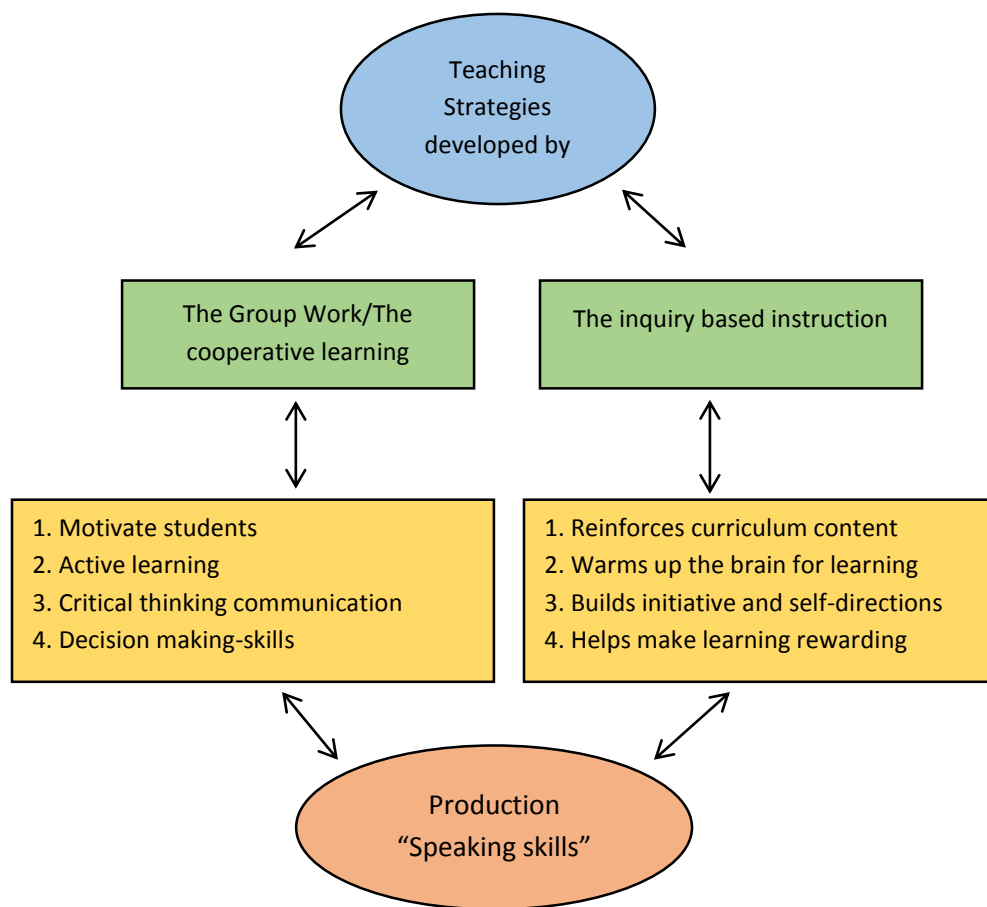 Teaching
Strategies
developed by
The Group Work/The
cooperative learning
The inquiry based instruction
1. Motivate students
2. Active learning
3. Critical thinking communication
4. Decision making-skills
1. Reinforces curriculum content
2. Warms up the brain for learning
3. Builds initiative and self-directions
4. Helps make learning rewarding
Production
“Speaking skills”